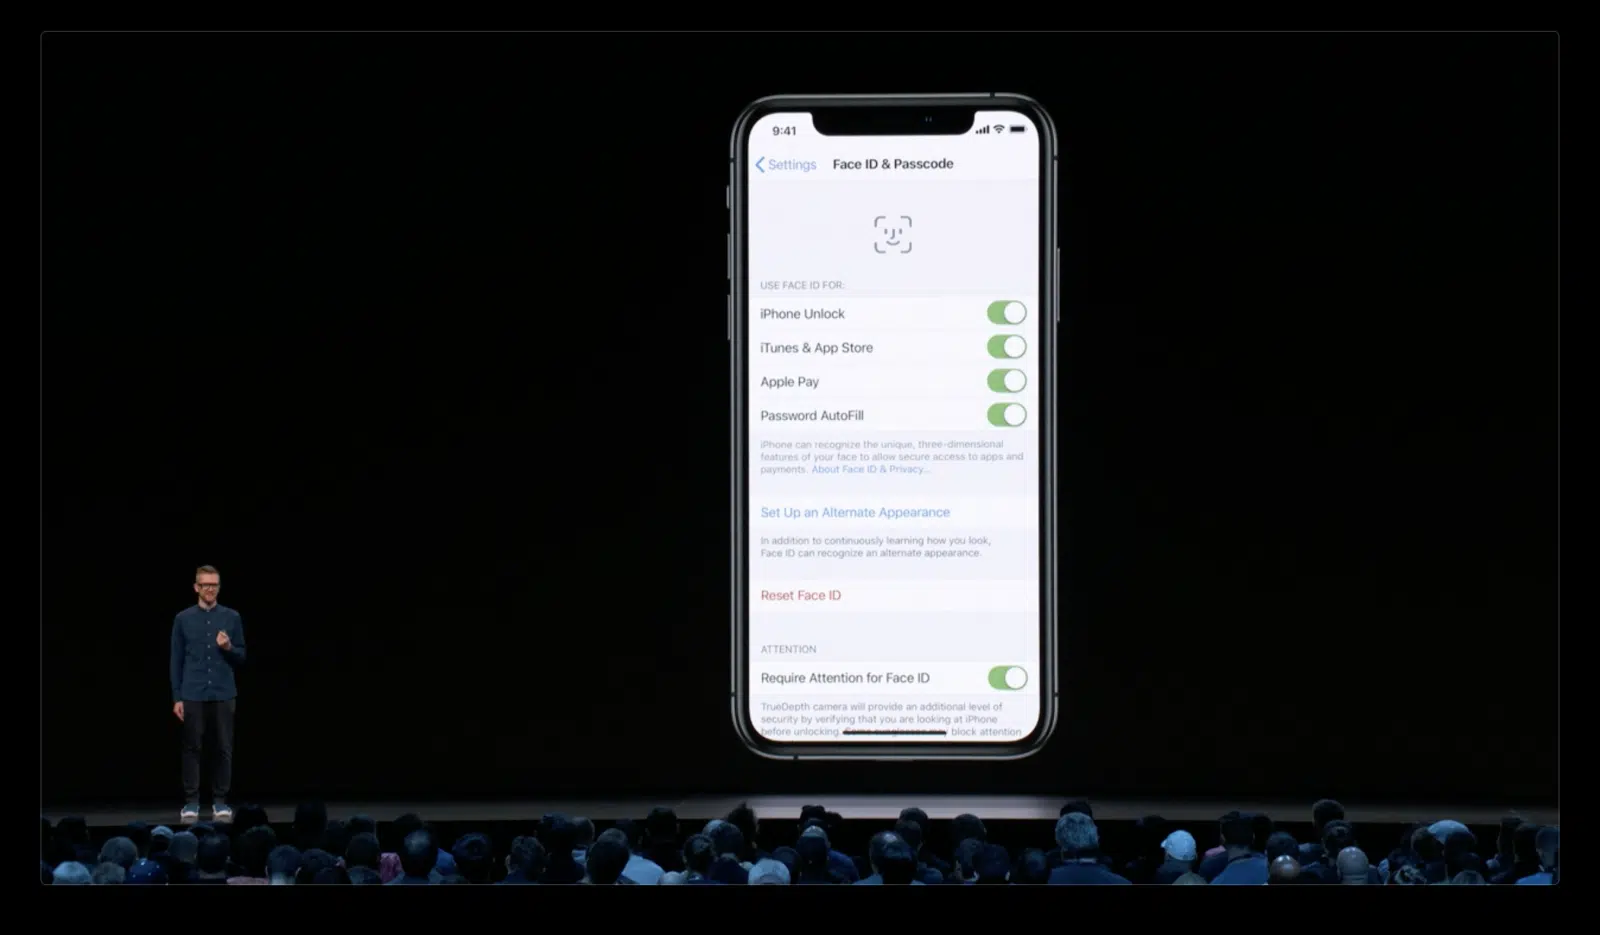 9:41
Settings Face ID & Passcode
USE FACE ID FOR:
iPhone Unlock
iTunes & App Store
Apple Pay
Password AutoFill
iPhone can recognize the unique, three-dimensional
features of your face to allow secure access to apps and
payments. About Face ID & Privacy...
Set Up an Alternate Appearance
In addition to continuously learning how you look,
Face ID can recognize an alternate appearance.
Reset Face ID
ATTENTION
Require Attention for Face ID
TrueDepth camera will provide an additional level of
security by verifying that you are looking at iPhone
before unlocking. Some sunglasses may block attention